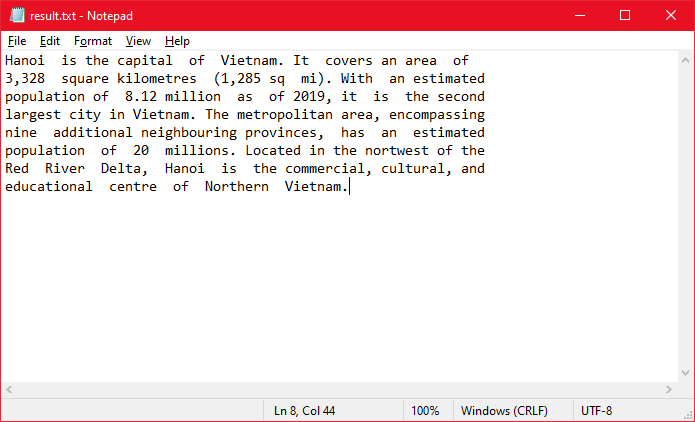 result.txt - Notepad
File Edit Format View Help
Hanoi  is the capital  of  Vietnam. It  covers an area  of
3,328  square kilometres  (1,285 sq  mi). With  an estimated
population of  8.12 million  as  of 2019, it  is  the second
largest city in Vietnam. The metropolitan area, encompassing
nine  additional neighbouring provinces,  has  an  estimated
population  of  20  millions. Located in the nortwest of the
Red  River  Delta,  Hanoi  is  the commercial, cultural, and
educational  centre  of  Northern  Vietnam.
Ln 8, Col 44 100% Windows (CRLF) UTF-8